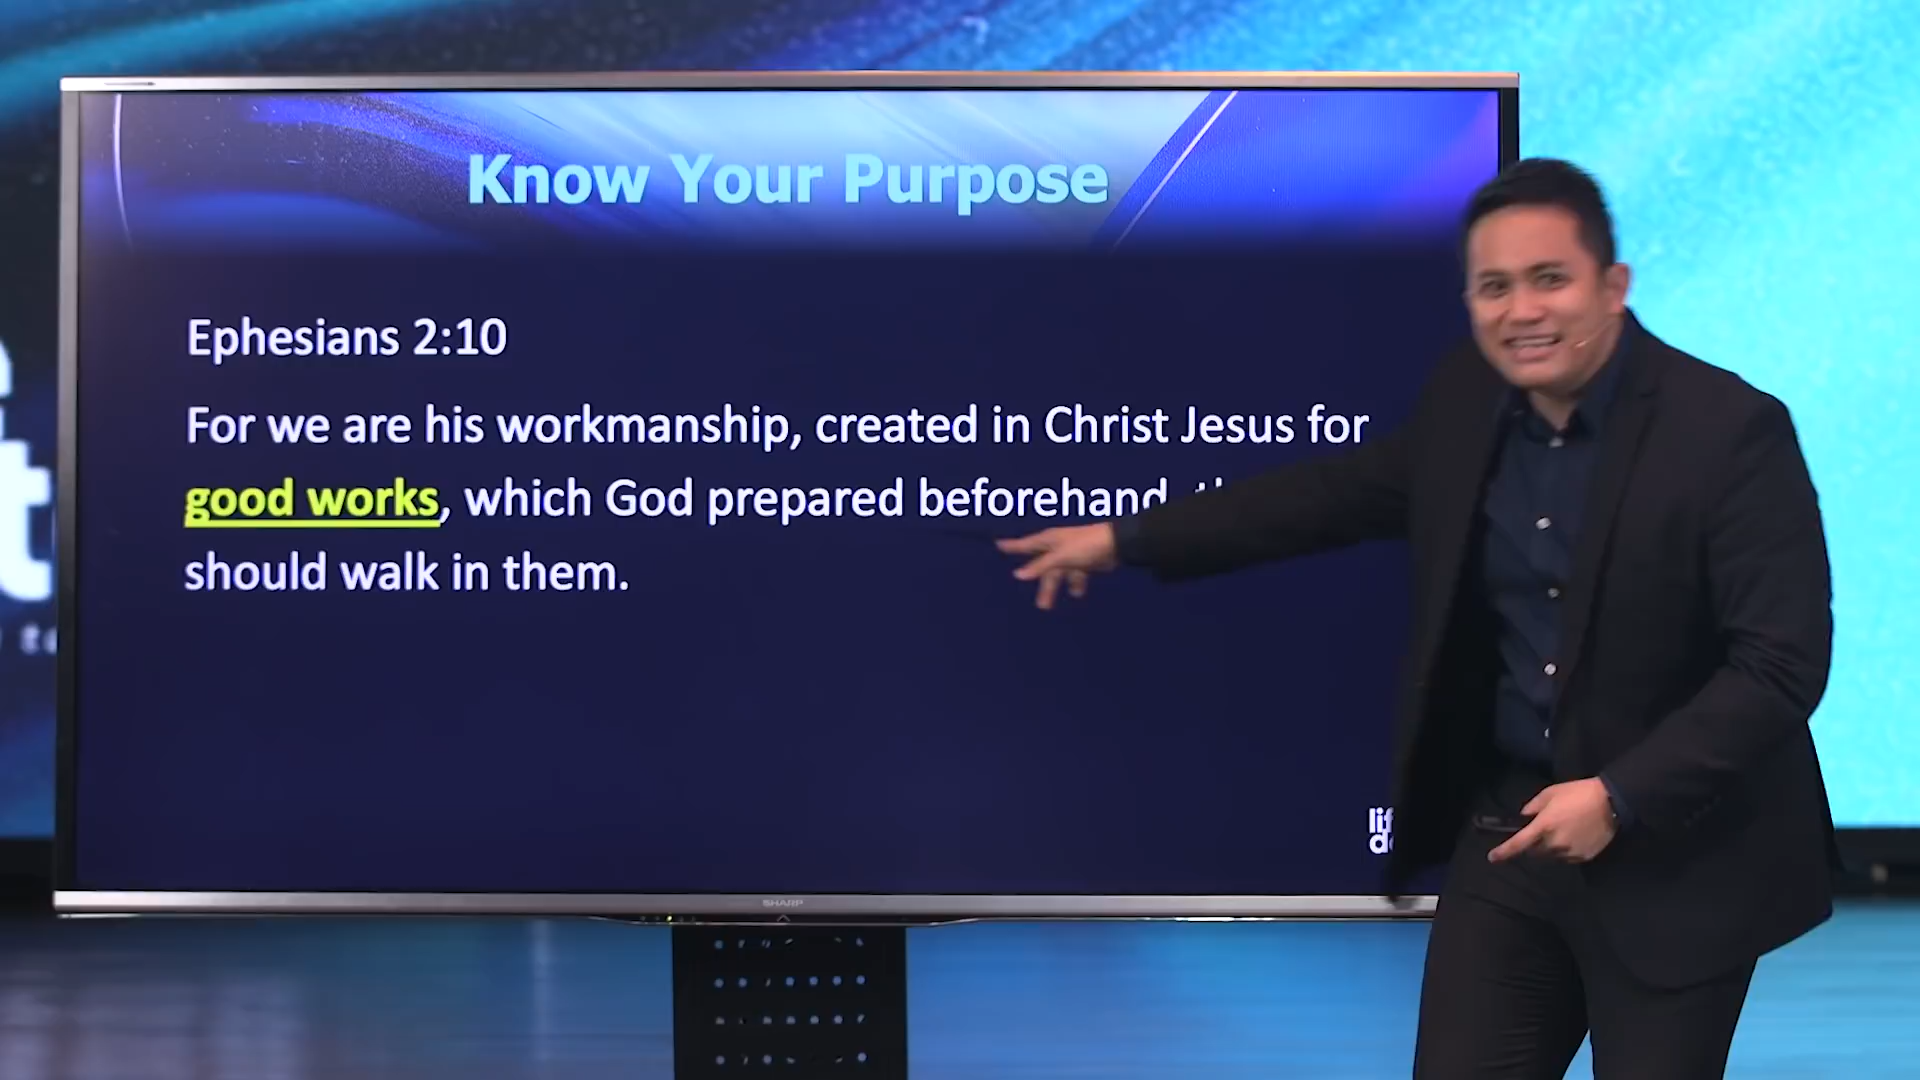 Know Your Purpose
Ephesians 2:10
For we are his workmanship, created in Christ Jesus for
good works, which God prepared beforehand,
should walk in them.
SHARP